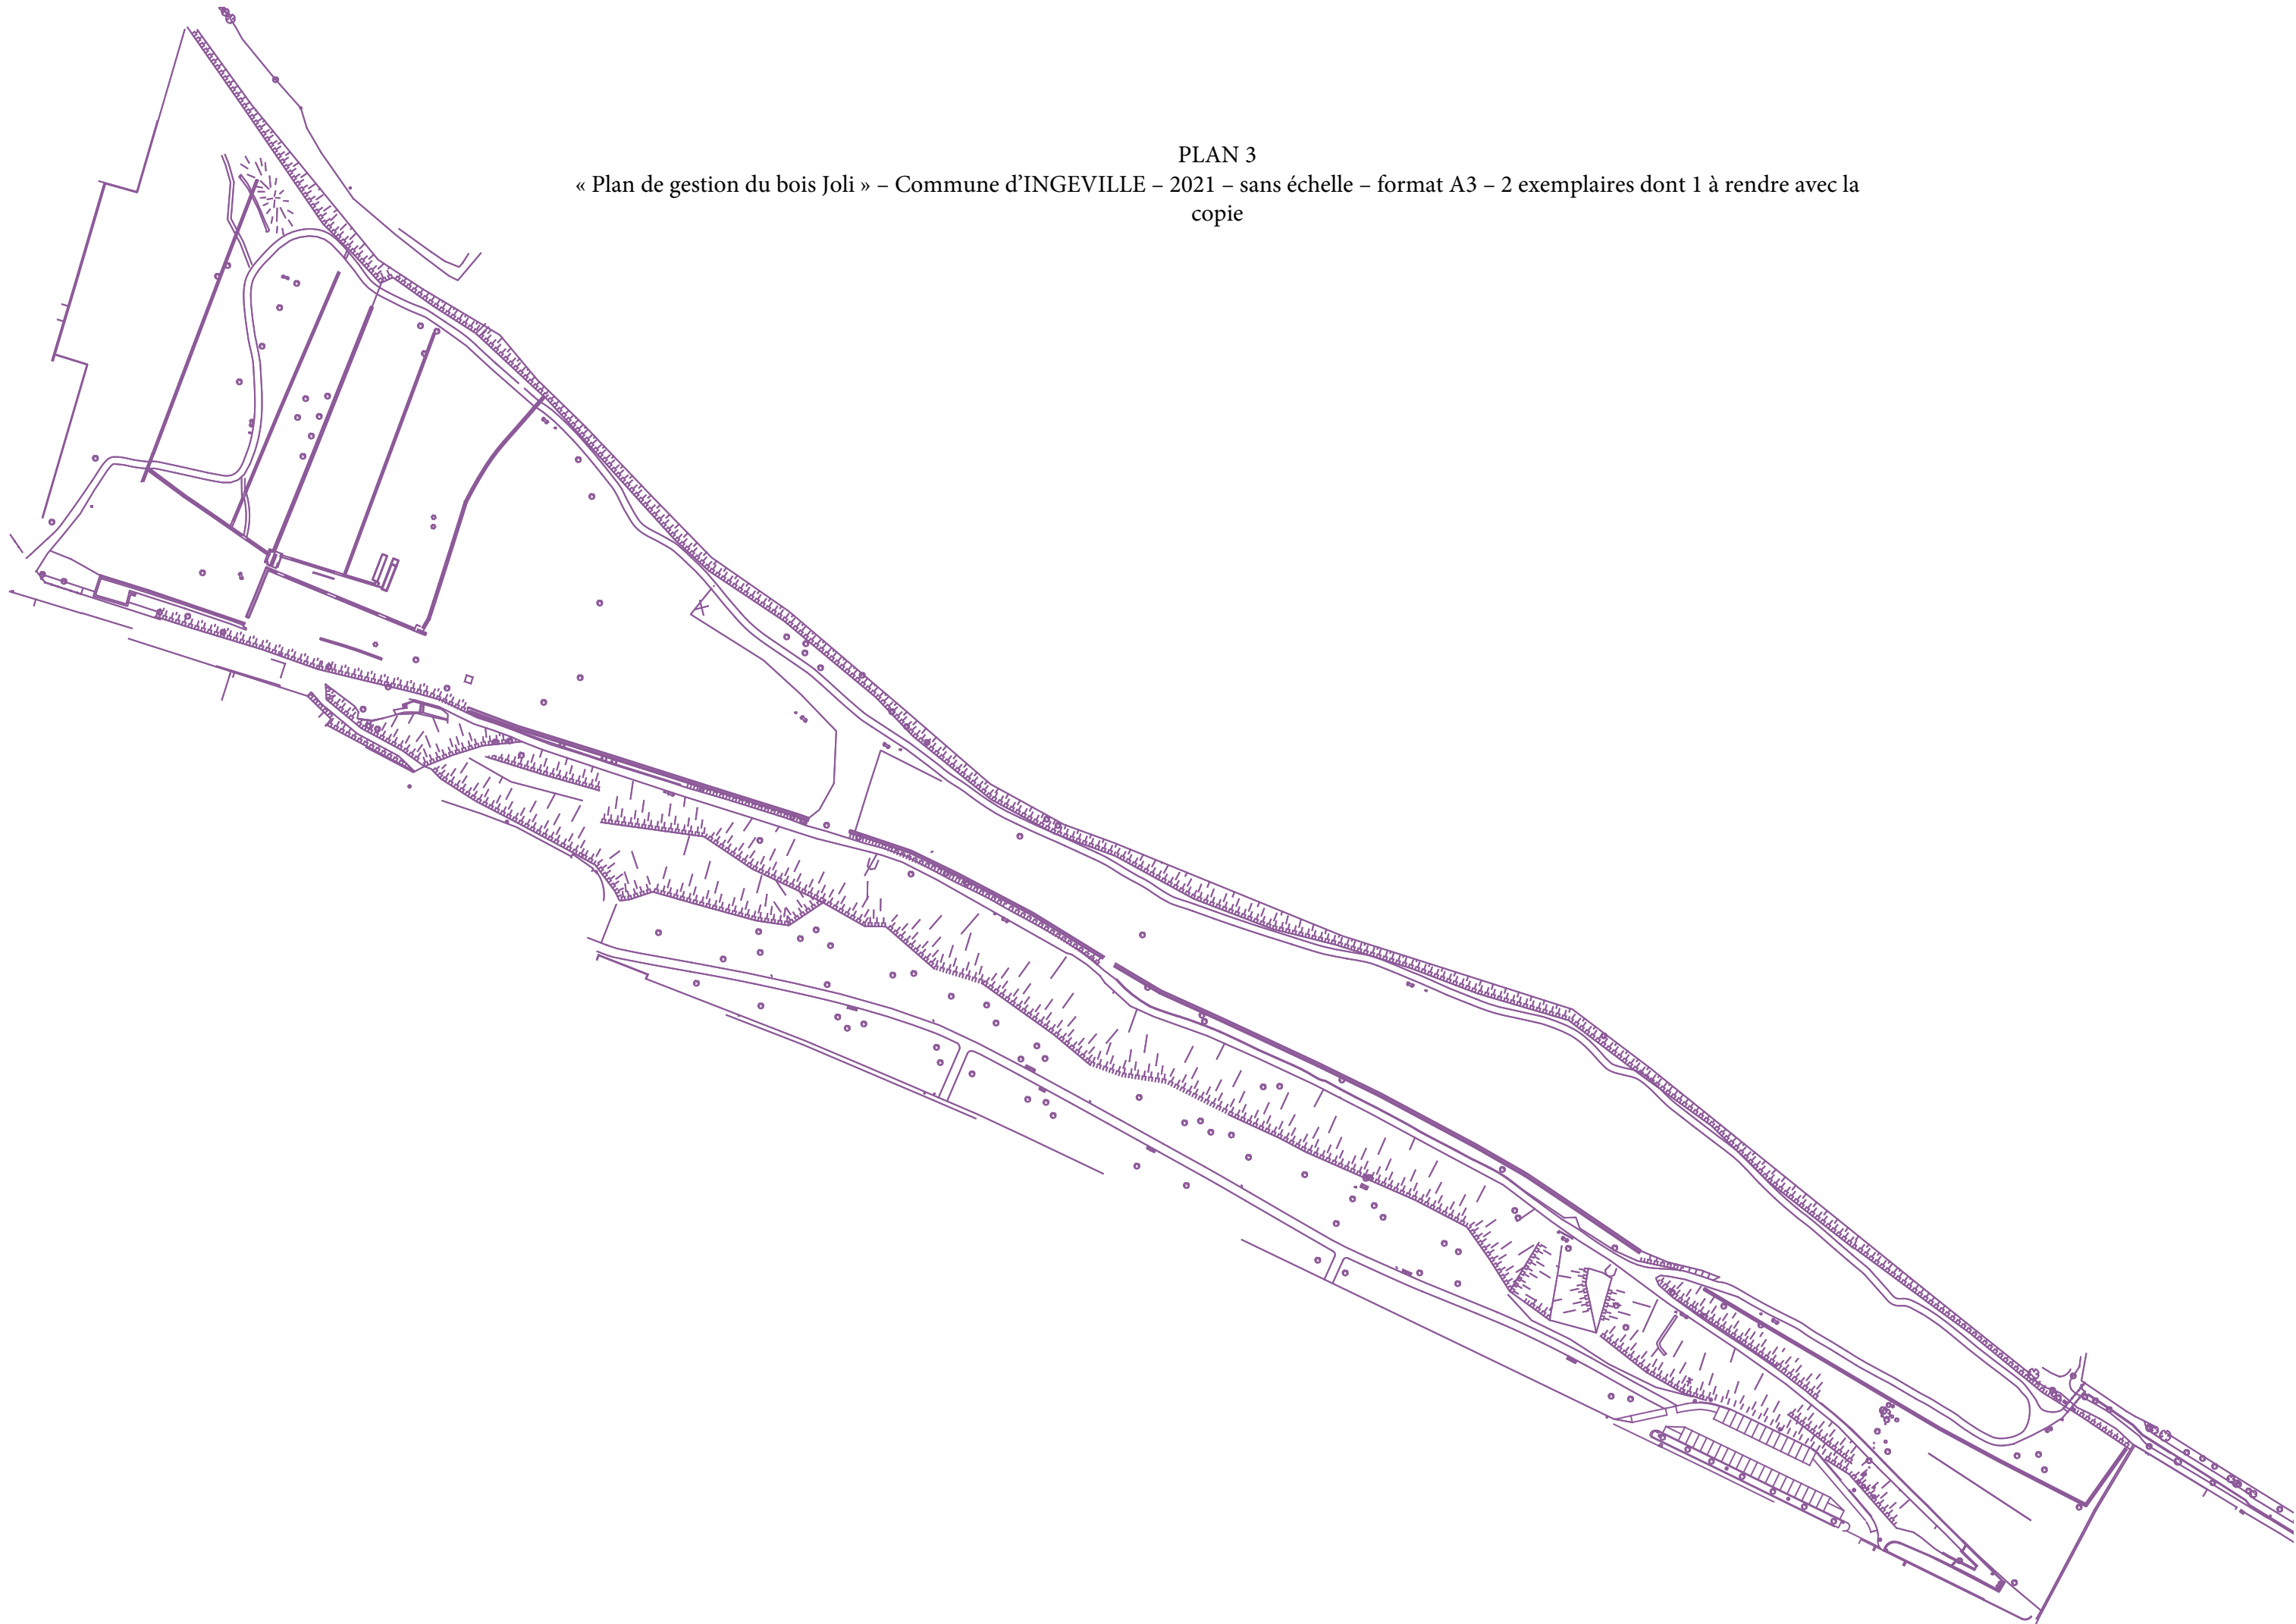 PLAN 3
« Plan de gestion du bois Joli » – Commune d’INGEVILLE – 2021 – sans échelle – format A3 – 2 exemplaires dont 1 à rendre avec la
copie